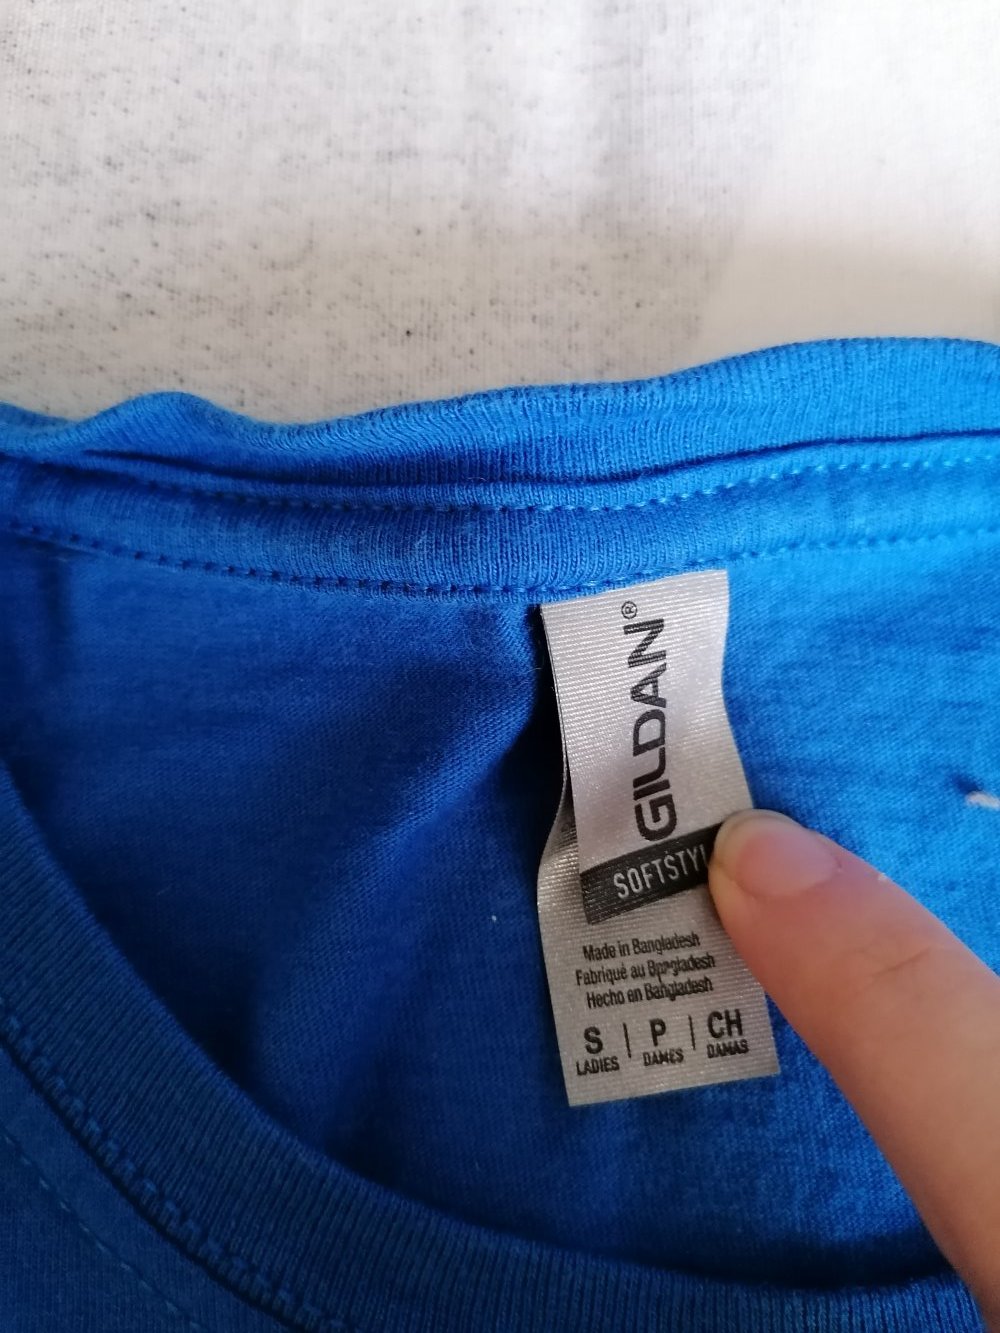 GILDAN®
SOFTSTYL
Made in Bangladesh
Fabriqué au Bangladesh
Hecho en Bangladesh
S | P | CH
LADIES DAMES DAMAS